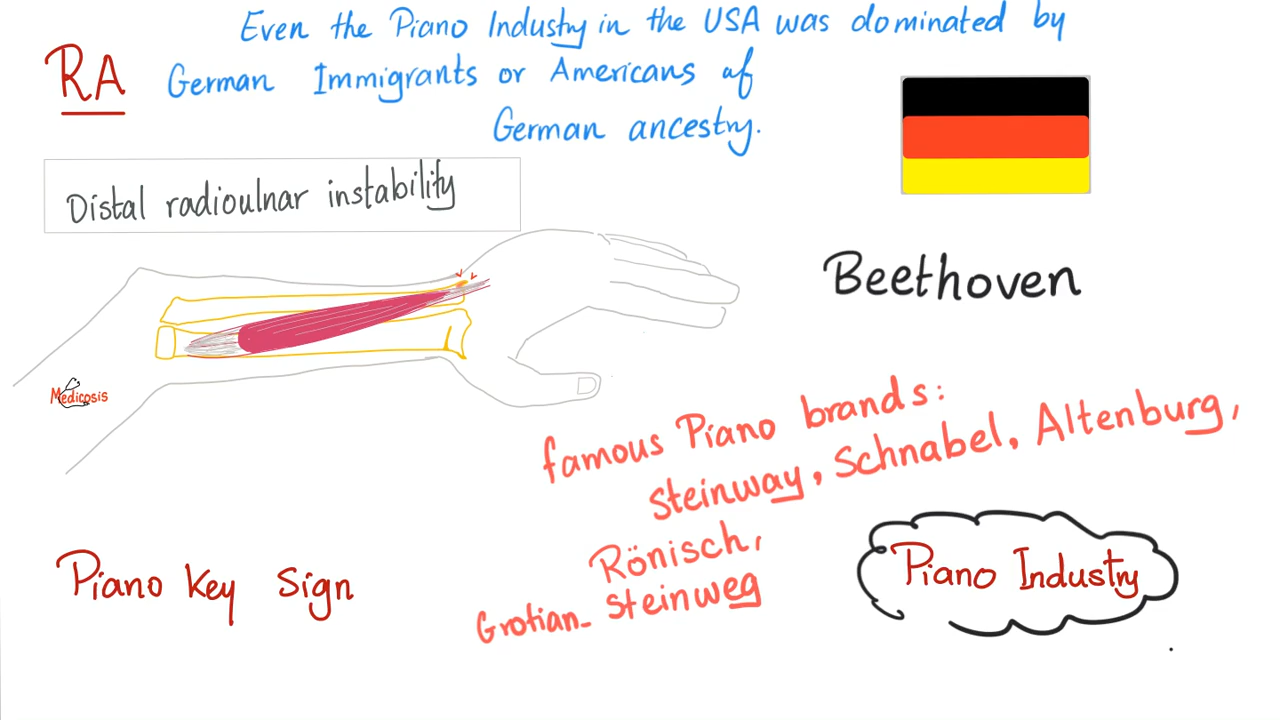 Even the Piano Industry in the USA was dominated by
RA
German Immigrants or Americans of
German ancestry.
Distal radioulnar instability
Beethoven
Medicosis
famous Piano brands:
Steinway, Schnabel, Altenburg,
Rönisch,
Grotian-Steinweg
Piano Key Sign
Piano Industry